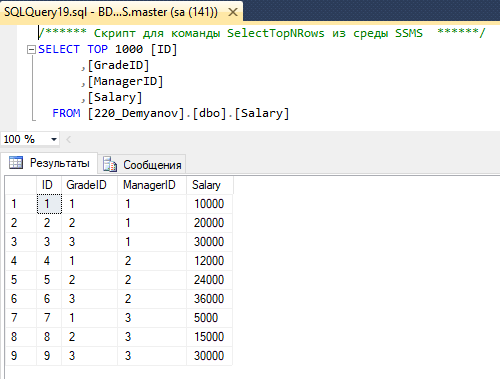 SQLQuery19.sql - BD...S.master (sa (141))
/****** Скрипт для команды SelectTopNRows из среды SSMS ******/
SELECT TOP 1000 [ID]
,[GradeID]
,[ManagerID]
,[Salary]
FROM [220_Demyanov].[dbo].[Salary]
100 %
Результаты Сообщения
ID GradeID ManagerID Salary
1 1 1 1 10000
2 2 2 1 20000
3 3 3 1 30000
4 4 1 2 12000
5 5 2 2 24000
6 6 3 2 36000
7 7 1 3 5000
8 8 2 3 15000
9 9 3 3 30000